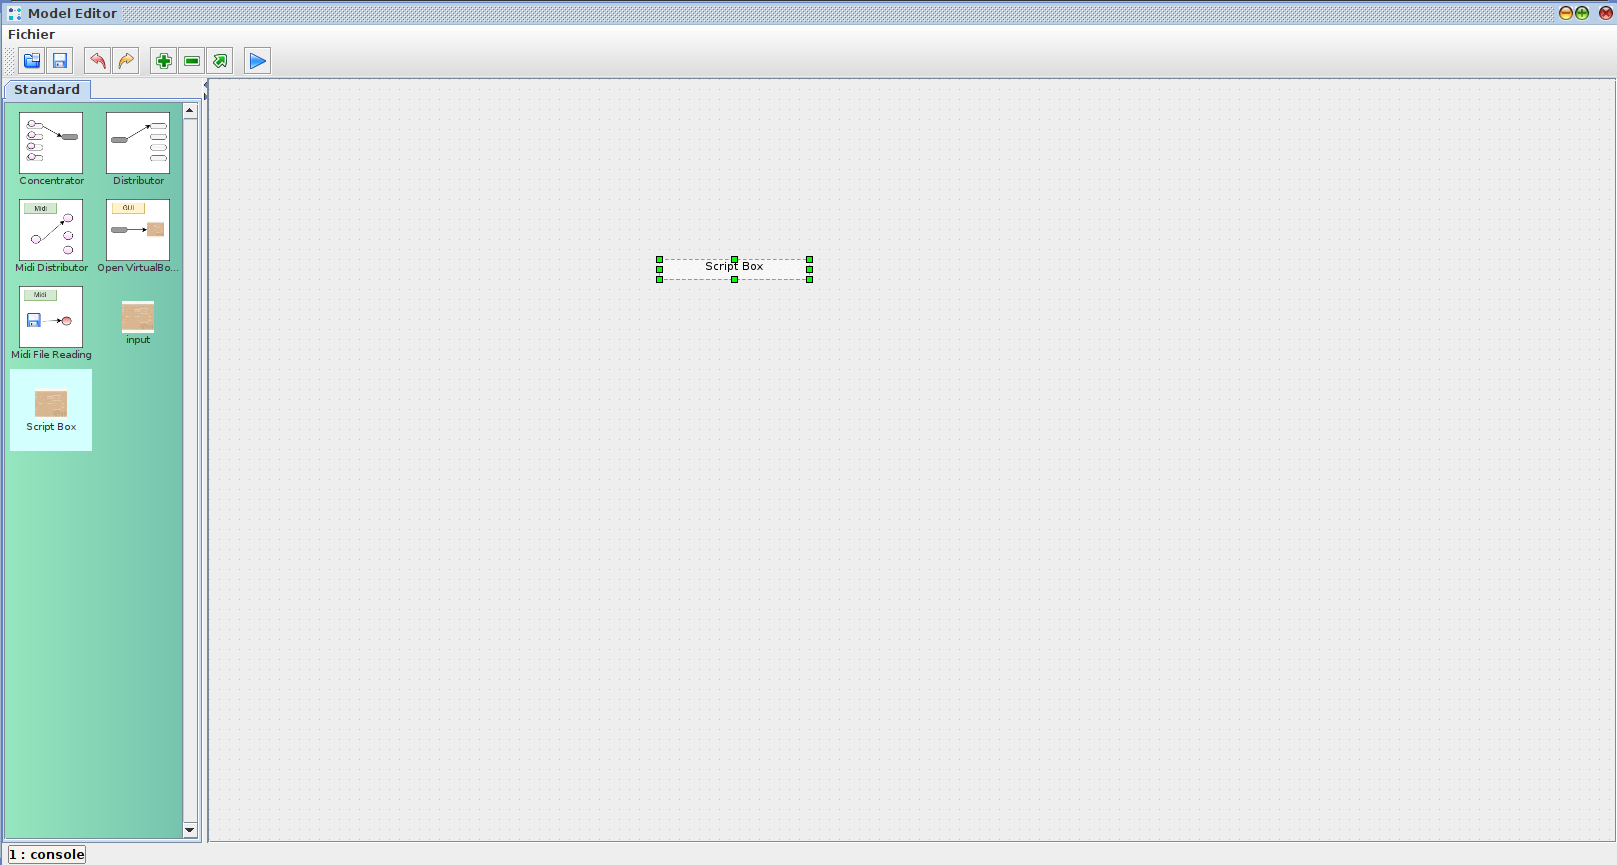 Model Editor
Fichier
Standard
Concentrator
Distributor
Midi
GUI
Midi Distributor
Open VirtualBo...
Midi
Midi File Reading
input
Script Box
Script Box
1 : console